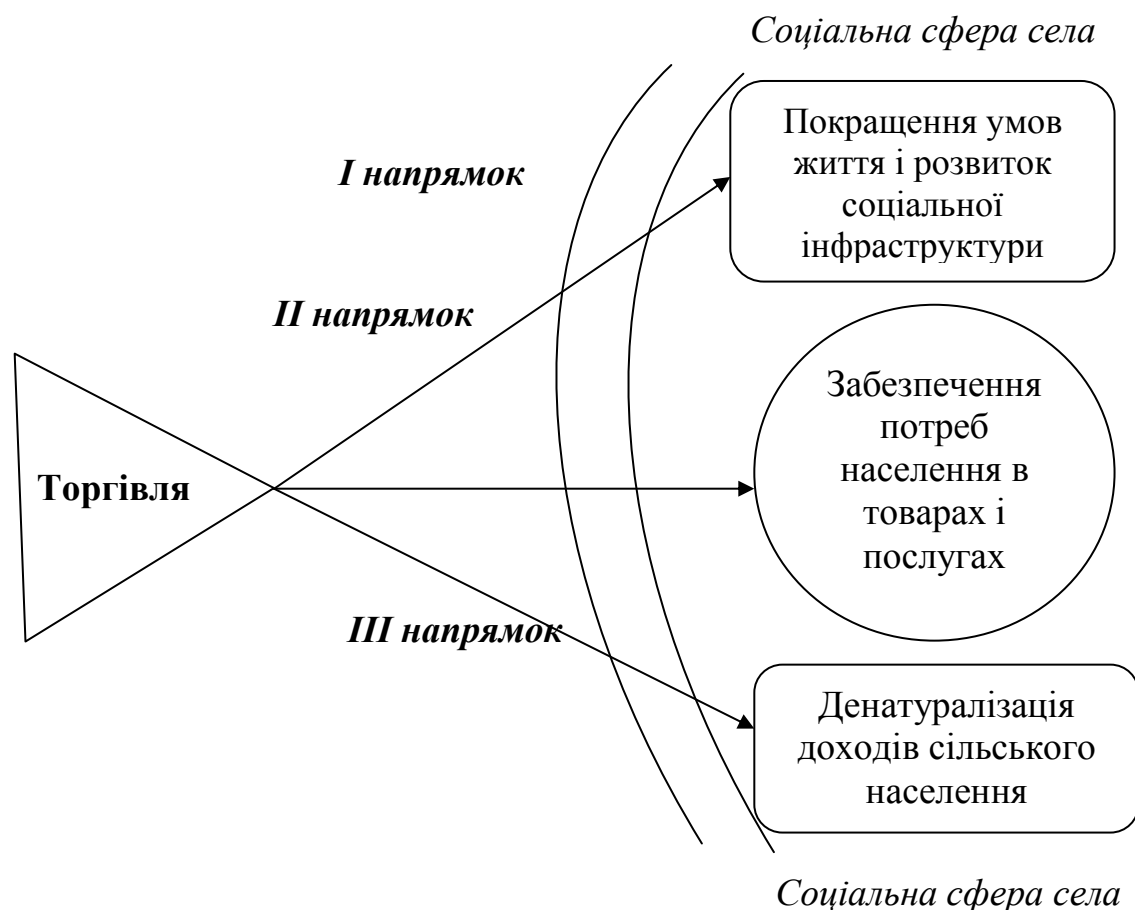 Соціальна сфера села
Покращення умов
життя і розвиток
соціальної
інфраструктури
І напрямок
ІІ напрямок
Забезпечення
потреб
населення в
товарах і
послугах
Торгівля
ІІІ напрямок
Денатуралізація
доходів сільського
населення
Соціальна сфера села